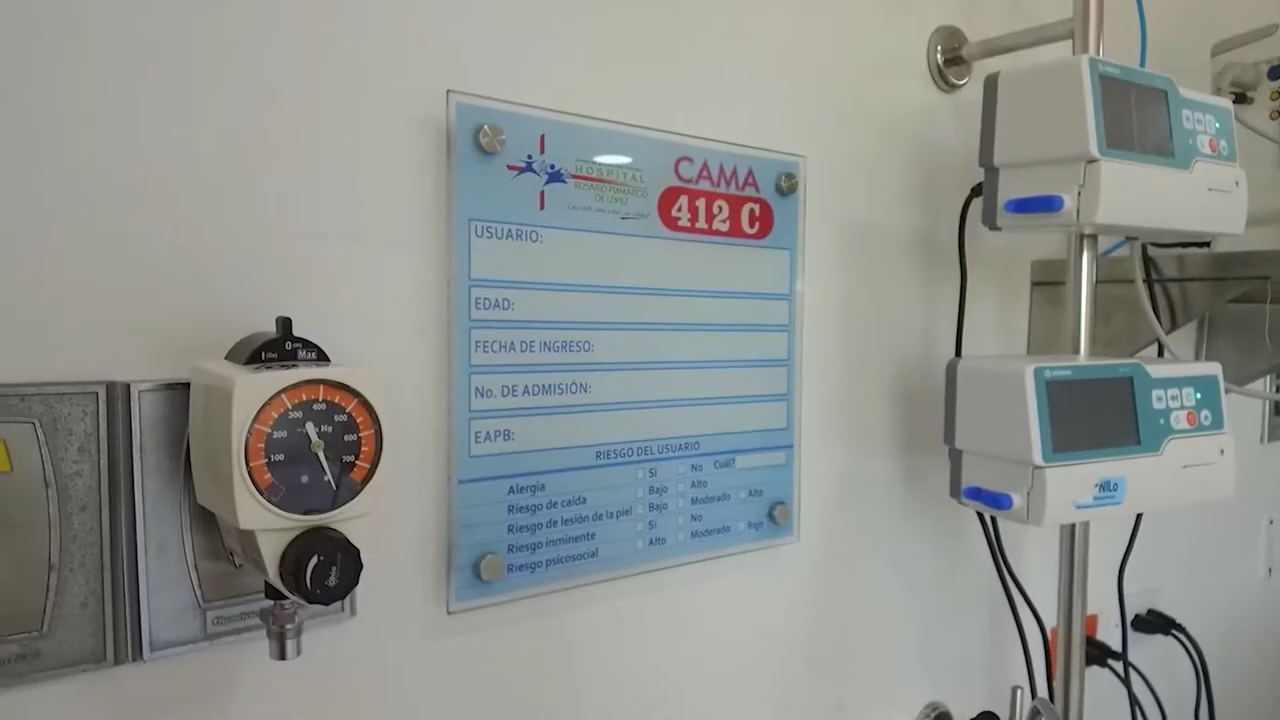 HOSPITAL
ROSARIO PUMAREJO
DE LÓPEZ
CAMA
412 C
USUARIO:
EDAD:
FECHA DE INGRESO:
No. DE ADMISIÓN:
EAPB:
RIESGO DEL USUARIO
Alergia Si No Cuál?
Riesgo de caída Bajo Alto
Riesgo de lesión de la piel Bajo Moderado Alto
Riesgo inminente Si No
Riesgo psicosocial Alto Moderado Bajo
0
Max
100 200 300 400 500 600 700
Hg
NILo